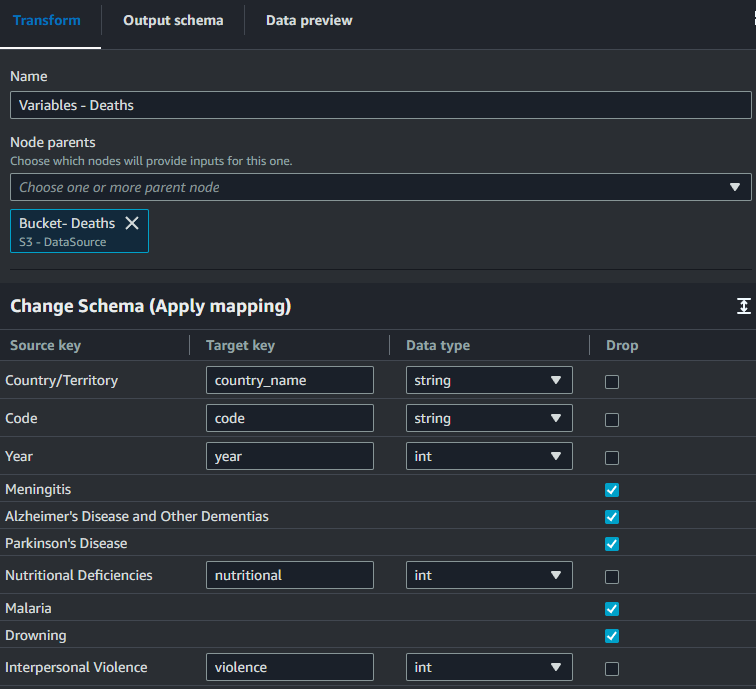 Transform Output schema Data preview
Name
Variables - Deaths
Node parents
Choose which nodes will provide inputs for this one.
Choose one or more parent node
Bucket- Deaths
S3 - DataSource
Change Schema (Apply mapping)
Source key Target key Data type Drop
Country/Territory country_name string
Code code string
Year year int
Meningitis
Alzheimer's Disease and Other Dementias
Parkinson's Disease
Nutritional Deficiencies nutritional int
Malaria
Drowning
Interpersonal Violence violence int